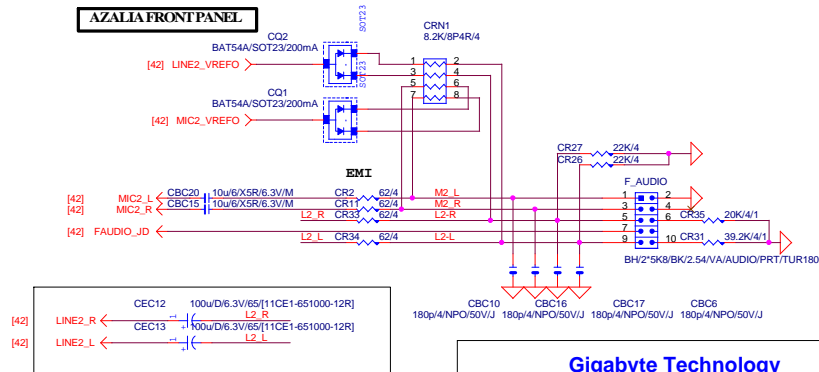 AZALIA FRONT PANEL
CQ2
BAT54A/SOT23/200mA
SOT23
CRN1
8.2K/8P4R/4
[42] LINE2_VREFO
1 2
3 4
5 6
7 8
SOT23
CQ1
BAT54A/SOT23/200mA
[42] MIC2_VREFO
CR27 22K/4
CR26 22K/4
EMI
F_AUDIO
[42] MIC2_L CBC20 10u/6/X5R/6.3V/M CR2 62/4 M2_L 1 2
[42] MIC2_R CBC15 10u/6/X5R/6.3V/M CR11 62/4 M2_R 3 4
L2_R CR33 62/4 L2-R 5 6 CR35 20K/4/1
[42] FAUDIO_JD 7
L2_L CR34 62/4 L2-L 9 10 CR31 39.2K/4/1
BH/2*5K8/BK/2.54/VA/AUDIO/PRT/TUR180
CBC10 CBC16 CBC17 CBC6
180p/4/NPO/50V/J 180p/4/NPO/50V/J 180p/4/NPO/50V/J 180p/4/NPO/50V/J
CEC12 100u/D/6.3V/65/[11CE1-651000-12R]
[42] LINE2_R 1 + L2_R
CEC13 100u/D/6.3V/65/[11CE1-651000-12R]
[42] LINE2_L 1 + L2_L
Gigabyte Technology